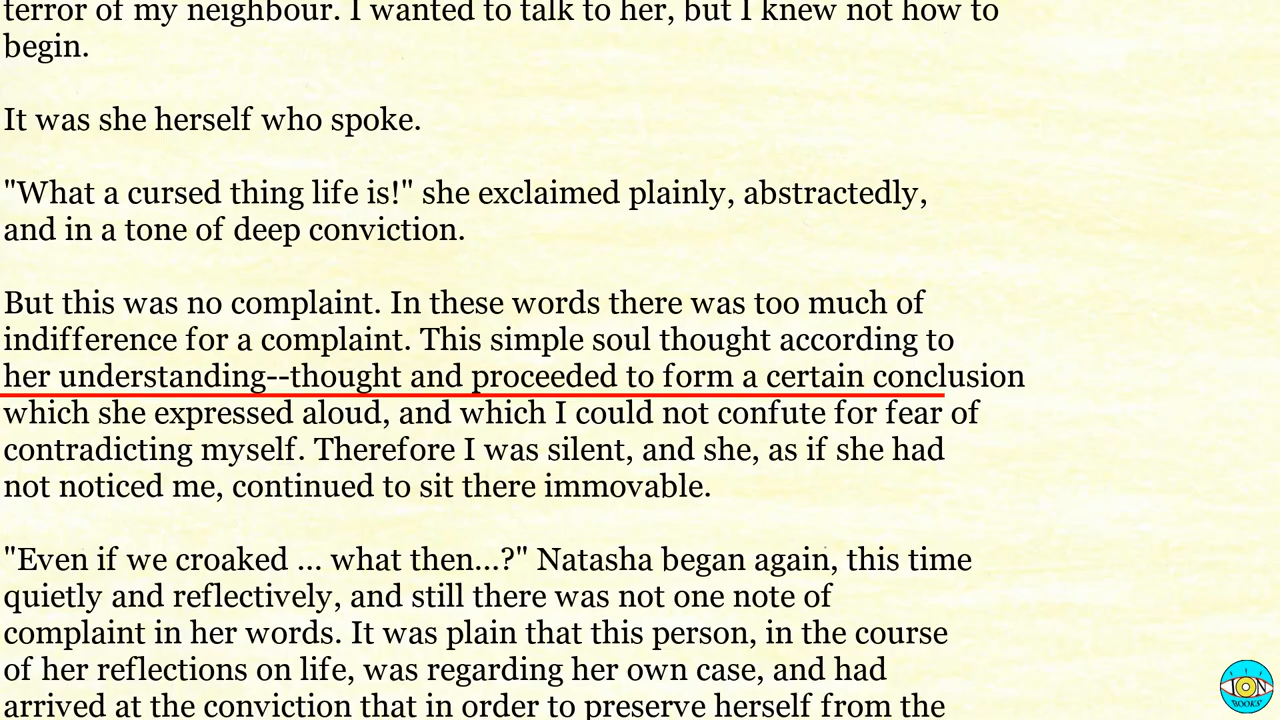 terror of my neighbour. I wanted to talk to her, but I knew not how to
begin.
It was she herself who spoke.
"What a cursed thing life is!" she exclaimed plainly, abstractedly,
and in a tone of deep conviction.
But this was no complaint. In these words there was too much of
indifference for a complaint. This simple soul thought according to
her understanding--thought and proceeded to form a certain conclusion
which she expressed aloud, and which I could not confute for fear of
contradicting myself. Therefore I was silent, and she, as if she had
not noticed me, continued to sit there immovable.
"Even if we croaked ... what then...?" Natasha began again, this time
quietly and reflectively, and still there was not one note of
complaint in her words. It was plain that this person, in the course
of her reflections on life, was regarding her own case, and had
arrived at the conviction that in order to preserve herself from the
ION
BOOKS